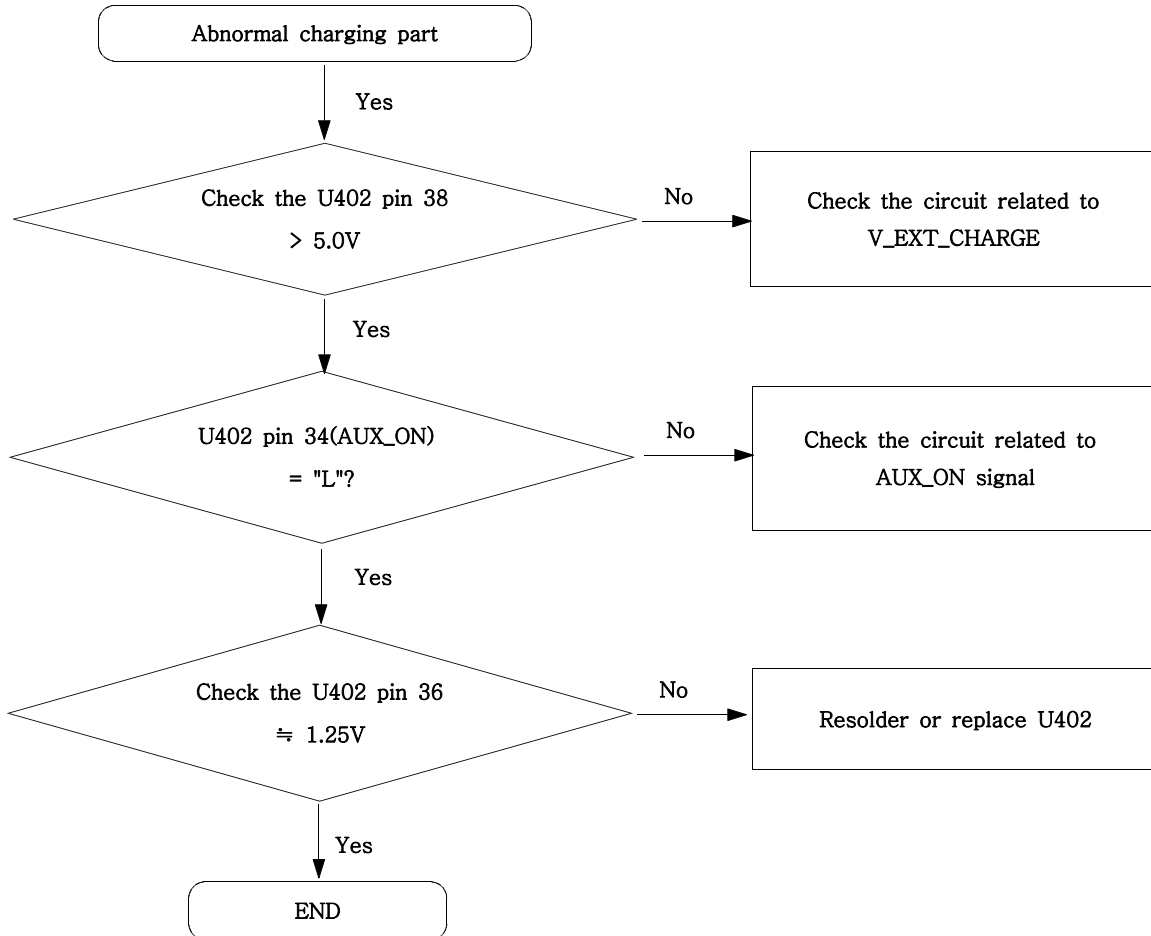 Abnormal charging part
Yes
Check the U402 pin 38
> 5.0V
No
Check the circuit related to
V_EXT_CHARGE
Yes
U402 pin 34(AUX_ON)
= "L"?
No
Check the circuit related to
AUX_ON signal
Yes
Check the U402 pin 36
≒ 1.25V
No
Resolder or replace U402
Yes
END